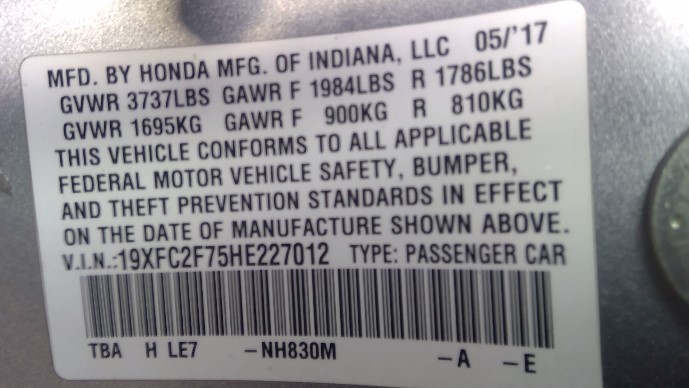 MFD. BY HONDA MFG. OF INDIANA, LLC 05/'17
GVWR 3737LBS GAWR F 1984LBS R 1786LBS
GVWR 1695KG GAWR F 900KG R 810KG
THIS VEHICLE CONFORMS TO ALL APPLICABLE
FEDERAL MOTOR VEHICLE SAFETY, BUMPER,
AND THEFT PREVENTION STANDARDS IN EFFECT
ON THE DATE OF MANUFACTURE SHOWN ABOVE.
V.I.N.:19XFC2F75HE227012 TYPE: PASSENGER CAR
TBA H LE7 -NH830M -A -E